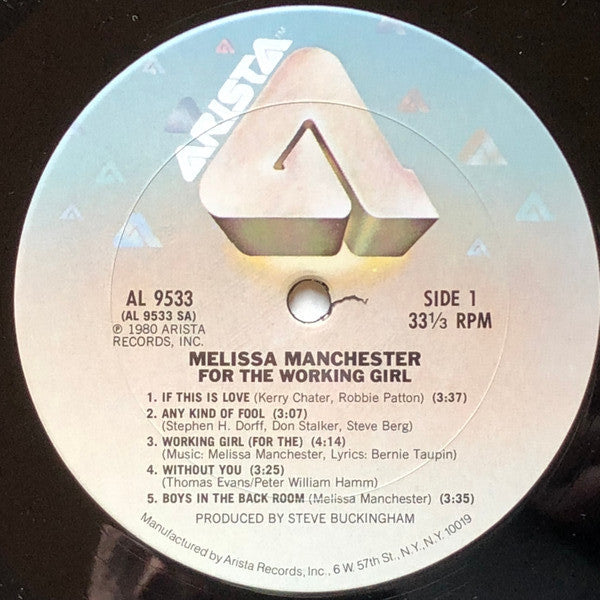 ARISTA™
AL 9533
(AL 9533 SA)
℗ 1980 ARISTA
RECORDS, INC.
SIDE 1
33⅓ RPM
MELISSA MANCHESTER
FOR THE WORKING GIRL
1. IF THIS IS LOVE (Kerry Chater, Robbie Patton) (3:37)
2. ANY KIND OF FOOL (3:07)
(Stephen H. Dorff, Don Stalker, Steve Berg)
3. WORKING GIRL (FOR THE) (4:14)
(Music: Melissa Manchester, Lyrics: Bernie Taupin)
4. WITHOUT YOU (3:25)
(Thomas Evans/Peter William Hamm)
5. BOYS IN THE BACK ROOM (Melissa Manchester) (3:35)
PRODUCED BY STEVE BUCKINGHAM
Manufactured by Arista Records, Inc., 6 W. 57th St., N.Y., N.Y. 10019